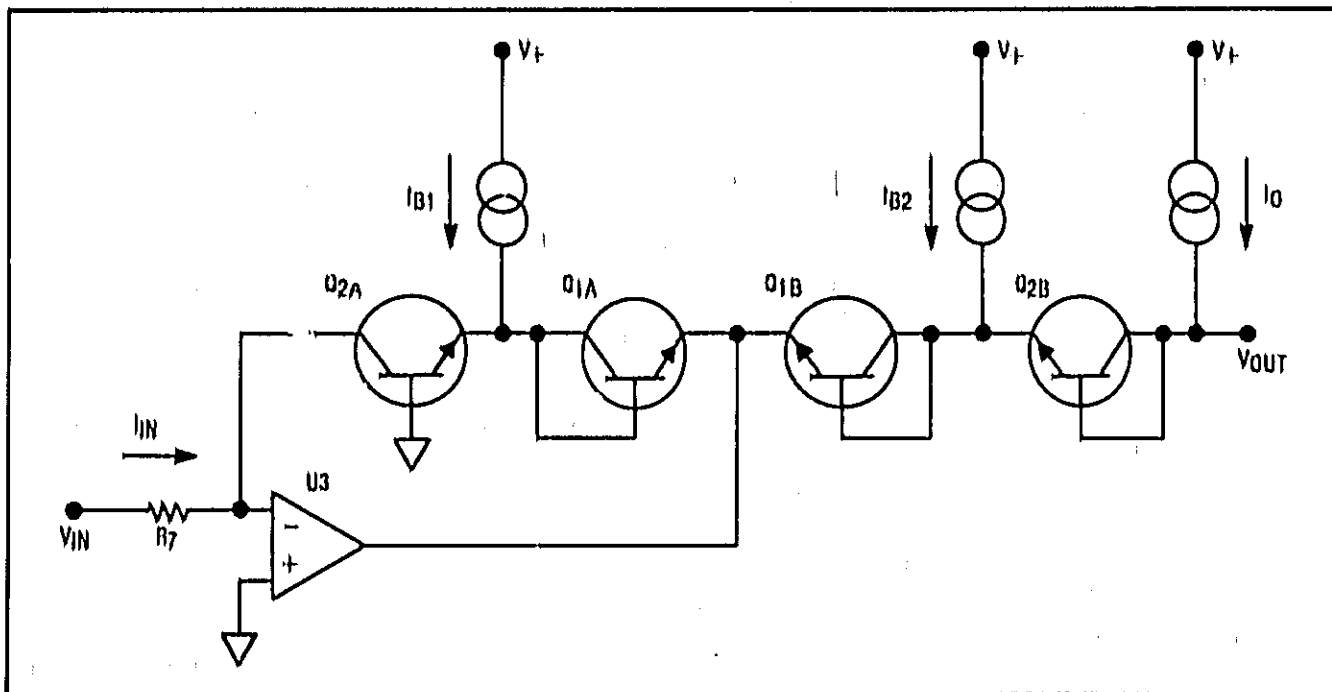 V+ V+ V+
IB1 IB2 IO
Q2A Q1A Q1B Q2B
VOUT
IIN
U3
VIN R7
−
+